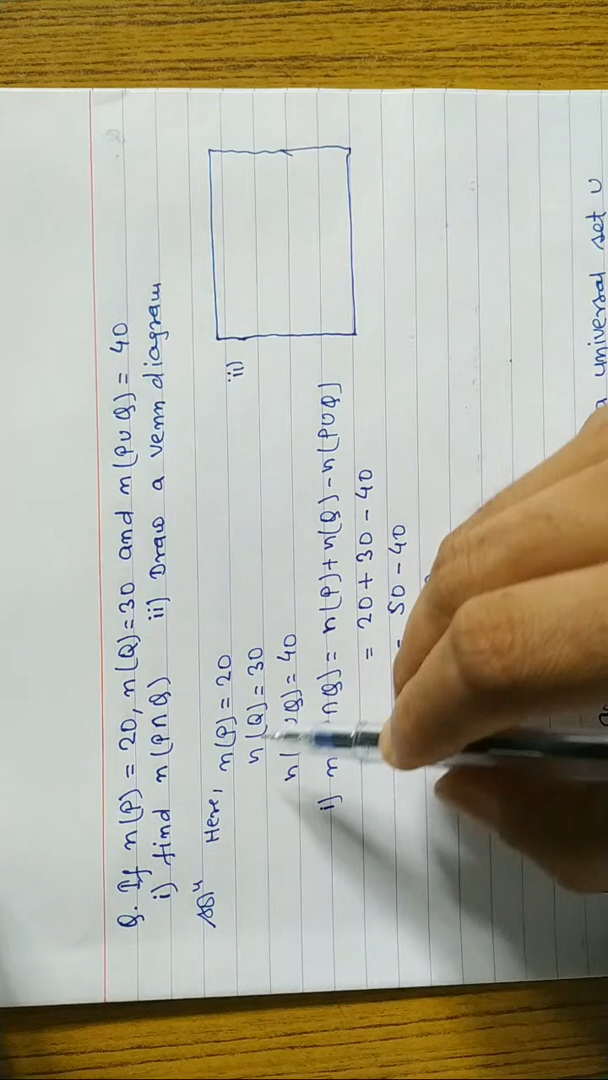 Q. If n(P) = 20, n(Q)=30 and n(P∪Q) = 40
i) find n(P∩Q) ii) Draw a venn diagram
Solⁿ Here, n(P) = 20
n(Q) = 30
n( ∪Q) = 40
i) n ∩Q) = n(P)+n(Q)-n(P∪Q)
= 20+30-40
= 50-40
ii)
universal set U